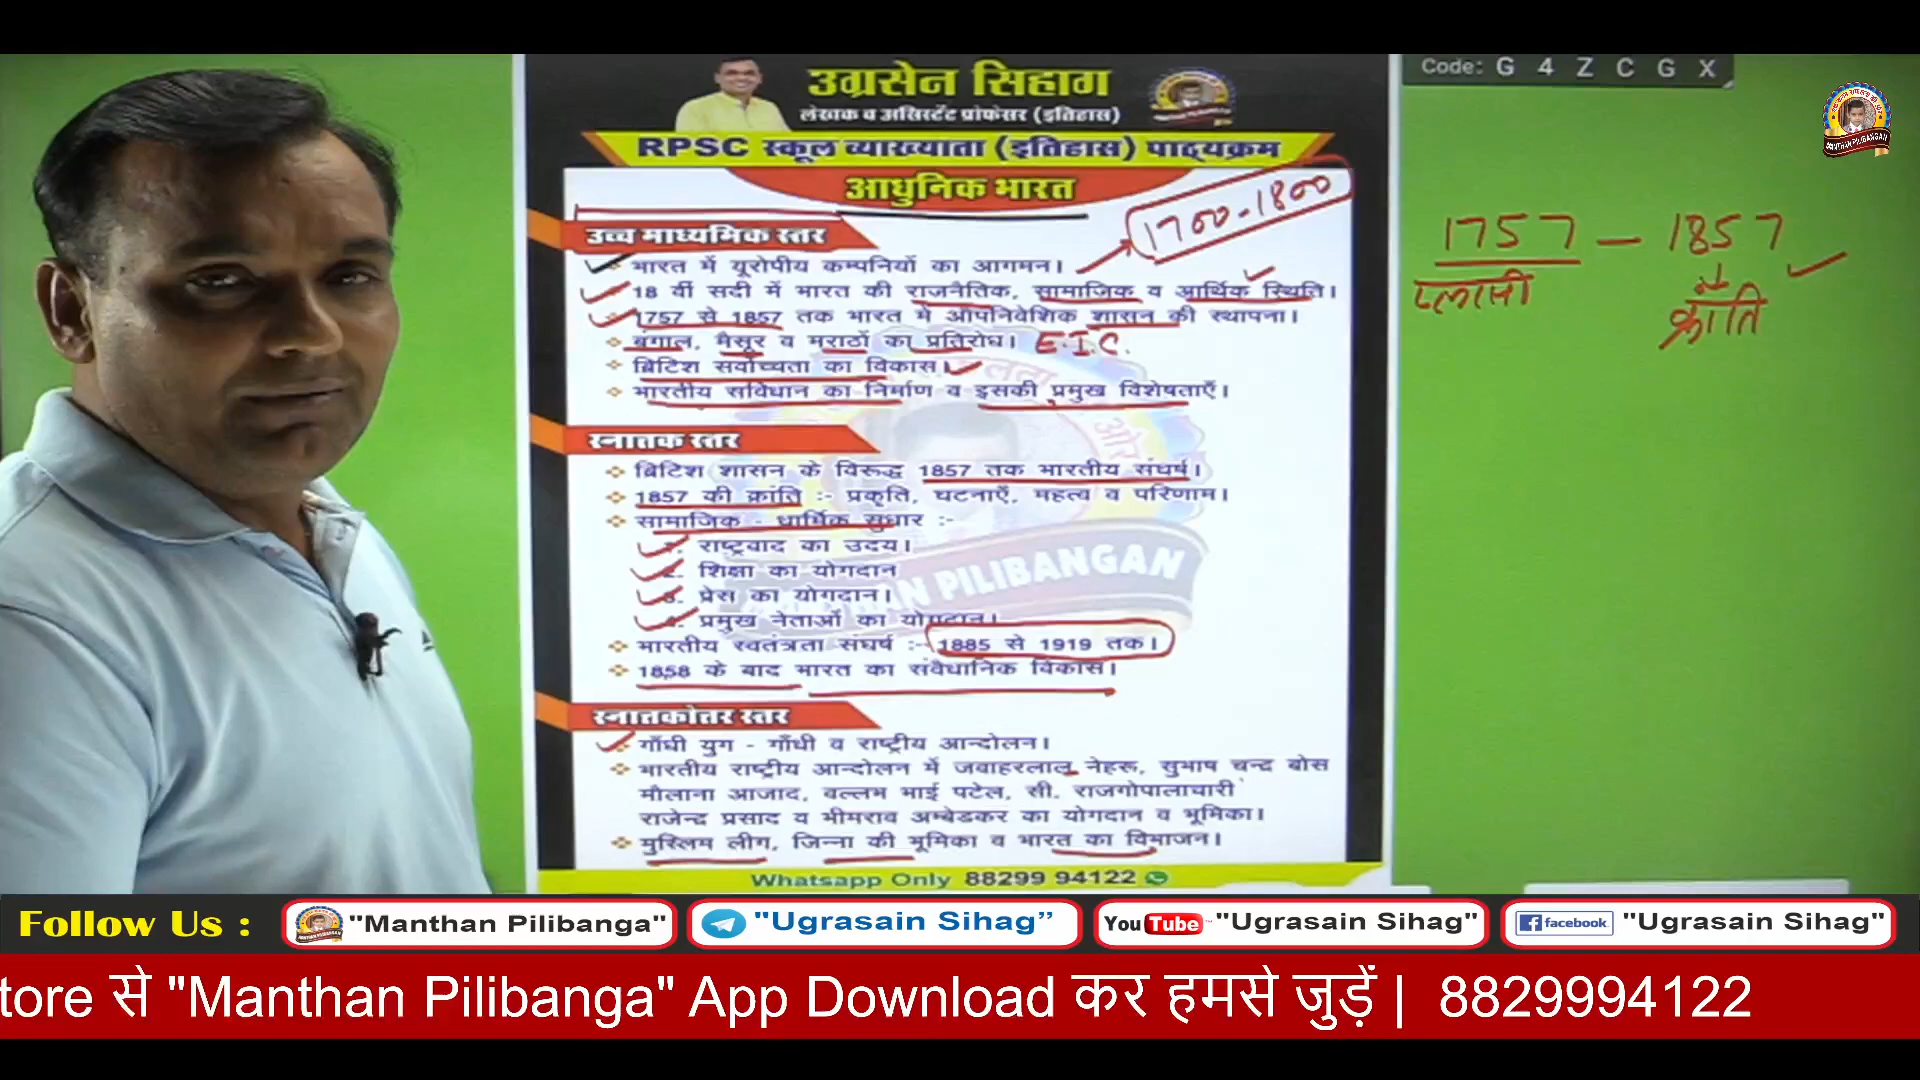 Code: G 4 Z C G X
उग्रसेन सिहाग
लेखक व असिस्टेंट प्रोफेसर (इतिहास)
RPSC स्कूल व्याख्याता (इतिहास) पाठ्यक्रम
आधुनिक भारत
1700-1800
उच्च माध्यमिक स्तर
भारत में यूरोपीय कम्पनियों का आगमन।
18 वीं सदी में भारत की राजनैतिक, सामाजिक व आर्थिक स्थिति।
1757 से 1857 तक भारत में औपनिवेशिक शासन की स्थापना।
बंगाल, मैसूर व मराठों का प्रतिरोध। E.I.C.
ब्रिटिश सर्वोच्चता का विकास।
भारतीय संविधान का निर्माण व इसकी प्रमुख विशेषताएँ।
स्नातक स्तर
ब्रिटिश शासन के विरूद्ध 1857 तक भारतीय संघर्ष।
1857 की क्रांति :- प्रकृति, घटनाऐं, महत्व व परिणाम।
सामाजिक - धार्मिक सुधार :-
1. राष्ट्रवाद का उदय।
2. शिक्षा का योगदान
3. प्रेस का योगदान।
4. प्रमुख नेताओं का योगदान।
भारतीय स्वतंत्रता संघर्ष :- 1885 से 1919 तक।
1858 के बाद भारत का संवैधानिक विकास।
स्नातकोतर स्तर
गाँधी युग - गाँधी व राष्ट्रीय आन्दोलन।
भारतीय राष्ट्रीय आन्दोलन में जवाहरलाल नेहरू, सुभाष चन्द्र बोस
मौलाना आजाद, वल्लभ भाई पटेल, सी. राजगोपालाचारी
राजेन्द्र प्रसाद व भीमराव अम्बेडकर का योगदान व भूमिका।
मुस्लिम लीग, जिन्ना की भूमिका व भारत का विभाजन।
Whatsapp Only 88299 94122
1757 - 1857
प्लासी
क्रांति
MANTHAN PILIBANGAN
Follow Us :
"Manthan Pilibanga"
"Ugrasain Sihag"
YouTube "Ugrasain Sihag"
facebook "Ugrasain Sihag"
tore से "Manthan Pilibanga" App Download कर हमसे जुड़ें | 8829994122